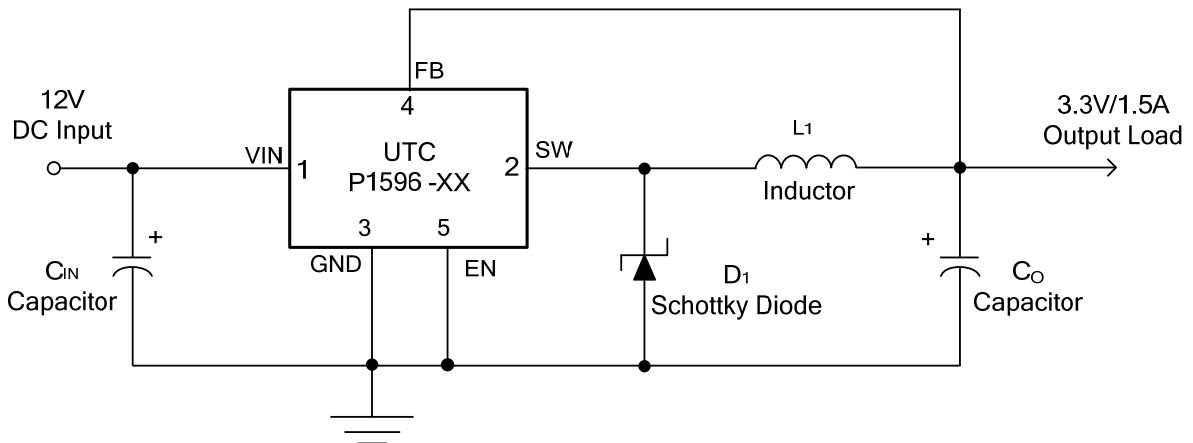 FB
4
12V
DC Input
VIN
1
UTC
P1596 -XX
2
SW
3
5
GND
EN
L1
Inductor
3.3V/1.5A
Output Load
+
CIN
Capacitor
D1
Schottky Diode
+
CO
Capacitor